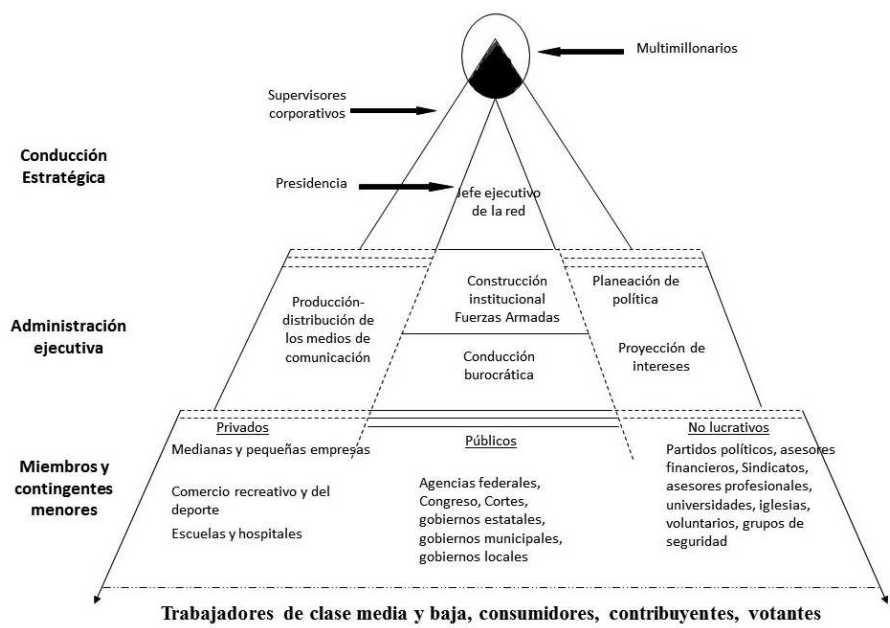 Multimillonarios
Supervisores
corporativos
Conducción
Estratégica
Presidencia
Jefe ejecutivo
de la red
Administración
ejecutiva
Producción-
distribución de
los medios de
comunicación
Construcción
institucional
Fuerzas Armadas
Conducción
burocrática
Planeación de
política
Proyección de
intereses
Miembros y
contingentes
menores
Privados
Medianas y pequeñas empresas
Comercio recreativo y del
deporte
Escuelas y hospitales
Públicos
Agencias federales,
Congreso, Cortes,
gobiernos estatales,
gobiernos municipales,
gobiernos locales
No lucrativos
Partidos políticos, asesores
financieros, Sindicatos,
asesores profesionales,
universidades, iglesias,
voluntarios, grupos de
seguridad
Trabajadores de clase media y baja, consumidores, contribuyentes, votantes